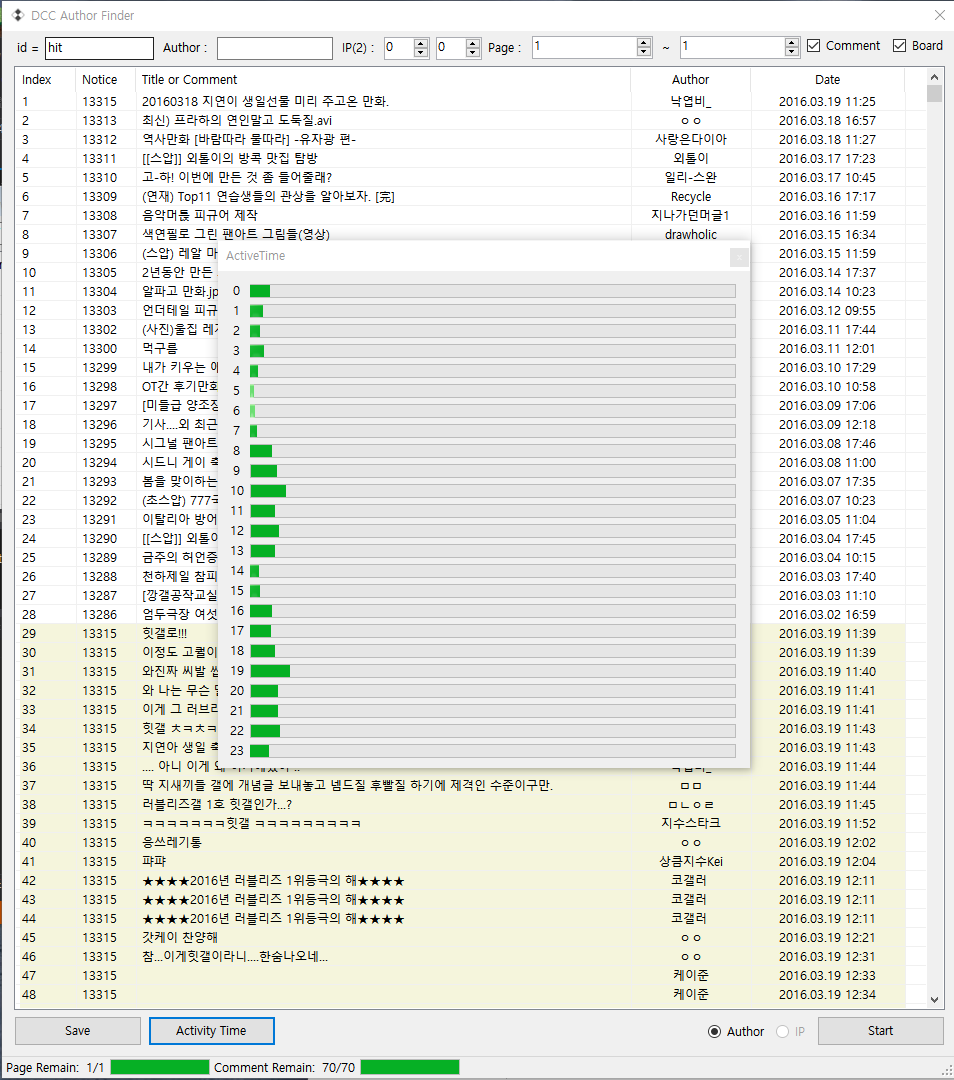 DCC Author Finder
id = hit Author : IP(2) : 0 0 Page : 1 ~ 1 Comment Board
Index Notice Title or Comment Author Date
1 13315 20160318 지연이 생일선물 미리 주고온 만화. 낙엽비_ 2016.03.19 11:25
2 13313 최신) 프라하의 연인말고 도둑질.avi ㅇㅇ 2016.03.18 16:57
3 13312 역사만화 [바람따라 물따라] -유자광 편- 사랑은다이아 2016.03.18 11:27
4 13311 [[스압]] 외톨이의 방콕 맛집 탐방 외톨이 2016.03.17 17:23
5 13310 고-하! 이번에 만든 것 좀 들어줄래? 일리-스완 2016.03.17 10:45
6 13309 (연재) Top11 연습생들의 관상을 알아보자. [完] Recycle 2016.03.16 17:17
7 13308 음악머리 피규어 제작 지나가던머글1 2016.03.16 11:59
8 13307 색연필로 그린 팬아트 그림들(영상) drawholic 2016.03.15 16:34
9 13306 (스압) 레알 마 2016.03.15 11:59
10 13305 2년동안 만든 2016.03.14 17:37
11 13304 알파고 만화.jp 2016.03.14 10:23
12 13303 언더테일 피규 2016.03.12 09:55
13 13302 (사진)울집 레 2016.03.11 17:44
14 13300 먹구름 2016.03.11 12:01
15 13299 내가 키우는 2016.03.10 17:29
16 13298 OT간 후기만화 2016.03.10 10:58
17 13297 [미들급 양조장 2016.03.09 17:06
18 13296 기사....외 최근 2016.03.09 12:18
19 13295 시그널 팬아트 2016.03.08 17:46
20 13294 시드니 게이 축 2016.03.08 11:00
21 13293 봄을 맞이하는 2016.03.07 17:35
22 13292 (초스압) 777 2016.03.07 10:23
23 13291 이탈리아 방어 2016.03.05 11:04
24 13290 [[스압]] 외톨이 2016.03.04 17:45
25 13289 금주의 허언증 2016.03.04 10:15
26 13288 천하제일 참피 2016.03.03 17:40
27 13287 [깡갤공작교실 2016.03.03 11:10
28 13286 엄두극장 여섯 2016.03.02 16:59
29 13315 힛갤로!!! 2016.03.19 11:39
30 13315 이정도 고퀄이 2016.03.19 11:39
31 13315 와진짜 씨발 2016.03.19 11:40
32 13315 와 나는 무슨 2016.03.19 11:41
33 13315 이게 그 러브리 2016.03.19 11:41
34 13315 힛갤 ㅊㅋㅊㅋ 2016.03.19 11:43
35 13315 지연아 생일 축 2016.03.19 11:43
36 13315 .... 아니 이게 왜 2016.03.19 11:44
37 13315 딱 지새끼들 갤에 개념글 보내놓고 넴드질 후빨질 하기에 제격인 수준이구만. ㅁㅁ 2016.03.19 11:44
38 13315 러블리즈갤 1호 힛갤인가...? ㅁㄴㅇㄹ 2016.03.19 11:45
39 13315 ㅋㅋㅋㅋㅋㅋㅋ힛갤 ㅋㅋㅋㅋㅋㅋㅋㅋㅋ 지수스타크 2016.03.19 11:52
40 13315 응쓰레기통 ㅇㅇ 2016.03.19 12:02
41 13315 퍄퍄 상큼지수Kei 2016.03.19 12:04
42 13315 ★★★★2016년 러블리즈 1위등극의 해★★★★ 코갤러 2016.03.19 12:11
43 13315 ★★★★2016년 러블리즈 1위등극의 해★★★★ 코갤러 2016.03.19 12:11
44 13315 ★★★★2016년 러블리즈 1위등극의 해★★★★ 코갤러 2016.03.19 12:11
45 13315 갓케이 찬양해 ㅇㅇ 2016.03.19 12:21
46 13315 참...이게힛갤이라니....한숨나오네... ㅇㅇ 2016.03.19 12:31
47 13315 케이준 2016.03.19 12:33
48 13315 케이준 2016.03.19 12:34
ActiveTime
0
1
2
3
4
5
6
7
8
9
10
11
12
13
14
15
16
17
18
19
20
21
22
23
Save Activity Time Author IP Start
Page Remain: 1/1 Comment Remain: 70/70